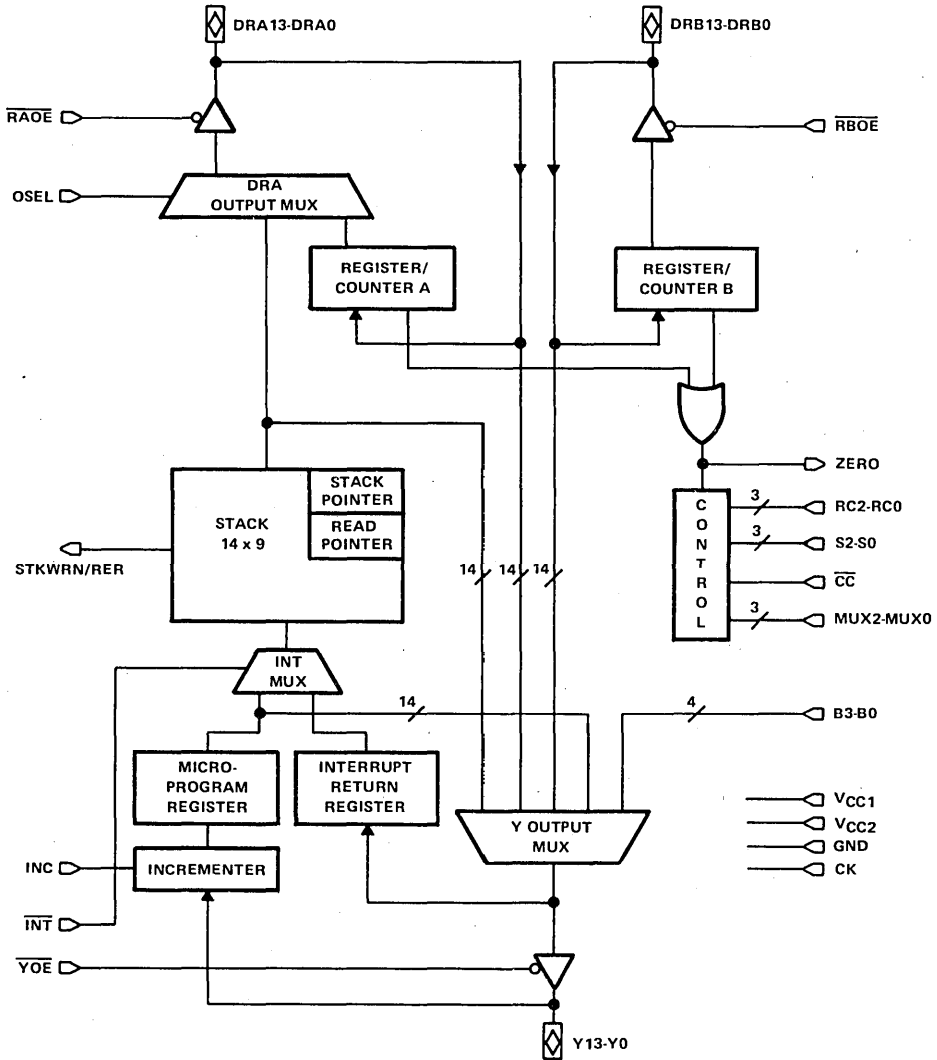 DRA13-DRA0
DRB13-DRB0
RAOE
RBOE
OSEL
DRA
OUTPUT MUX
REGISTER/
COUNTER A
REGISTER/
COUNTER B
ZERO
STACK
14 x 9
STACK
POINTER
READ
POINTER
STKWRN/RER
CONTROL
3
RC2-RC0
3
S2-S0
CC
3
MUX2-MUX0
14
14
14
INT
MUX
14
4
B3-B0
MICRO-
PROGRAM
REGISTER
INTERRUPT
RETURN
REGISTER
Y OUTPUT
MUX
VCC1
VCC2
GND
CK
INC
INCREMENTER
INT
YOE
Y13-Y0